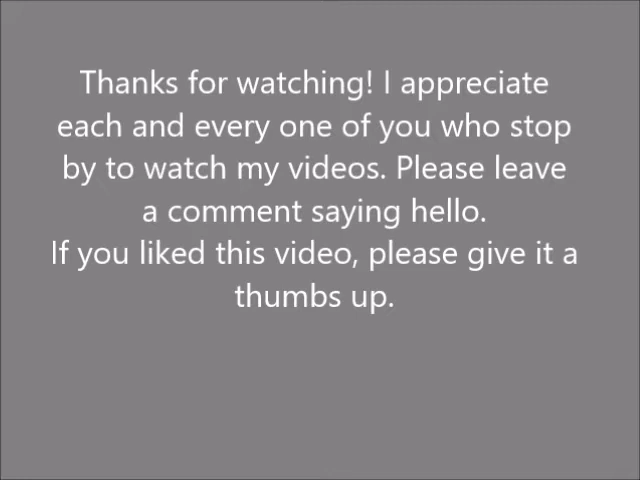 Thanks for watching! I appreciate
each and every one of you who stop
by to watch my videos. Please leave
a comment saying hello.
If you liked this video, please give it a
thumbs up.